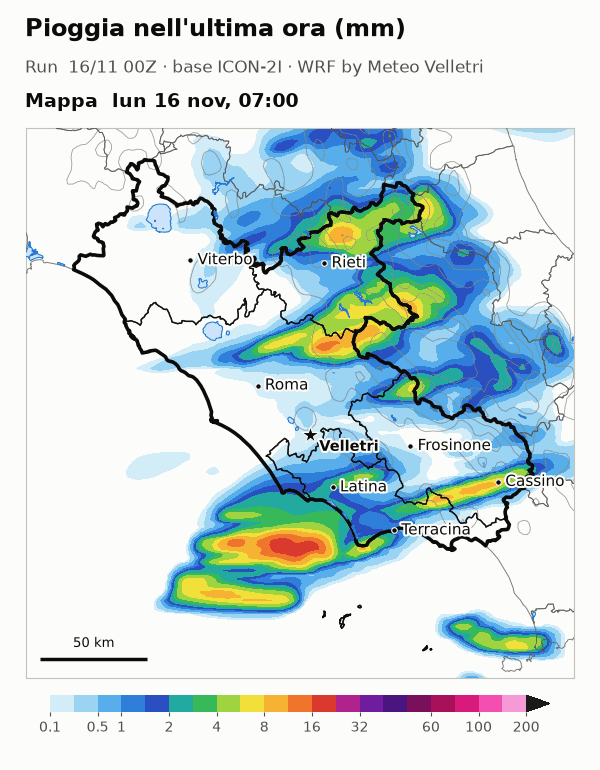 Pioggia nell'ultima ora (mm)
Run  16/11 00Z · base ICON-2I · WRF by Meteo Velletri
Mappa  lun 16 nov, 07:00
Viterbo
Rieti
Roma
Velletri
Frosinone
Latina
Cassino
Terracina
50 km
0.1 0.5 1 2 4 8 16 32 60 100 200